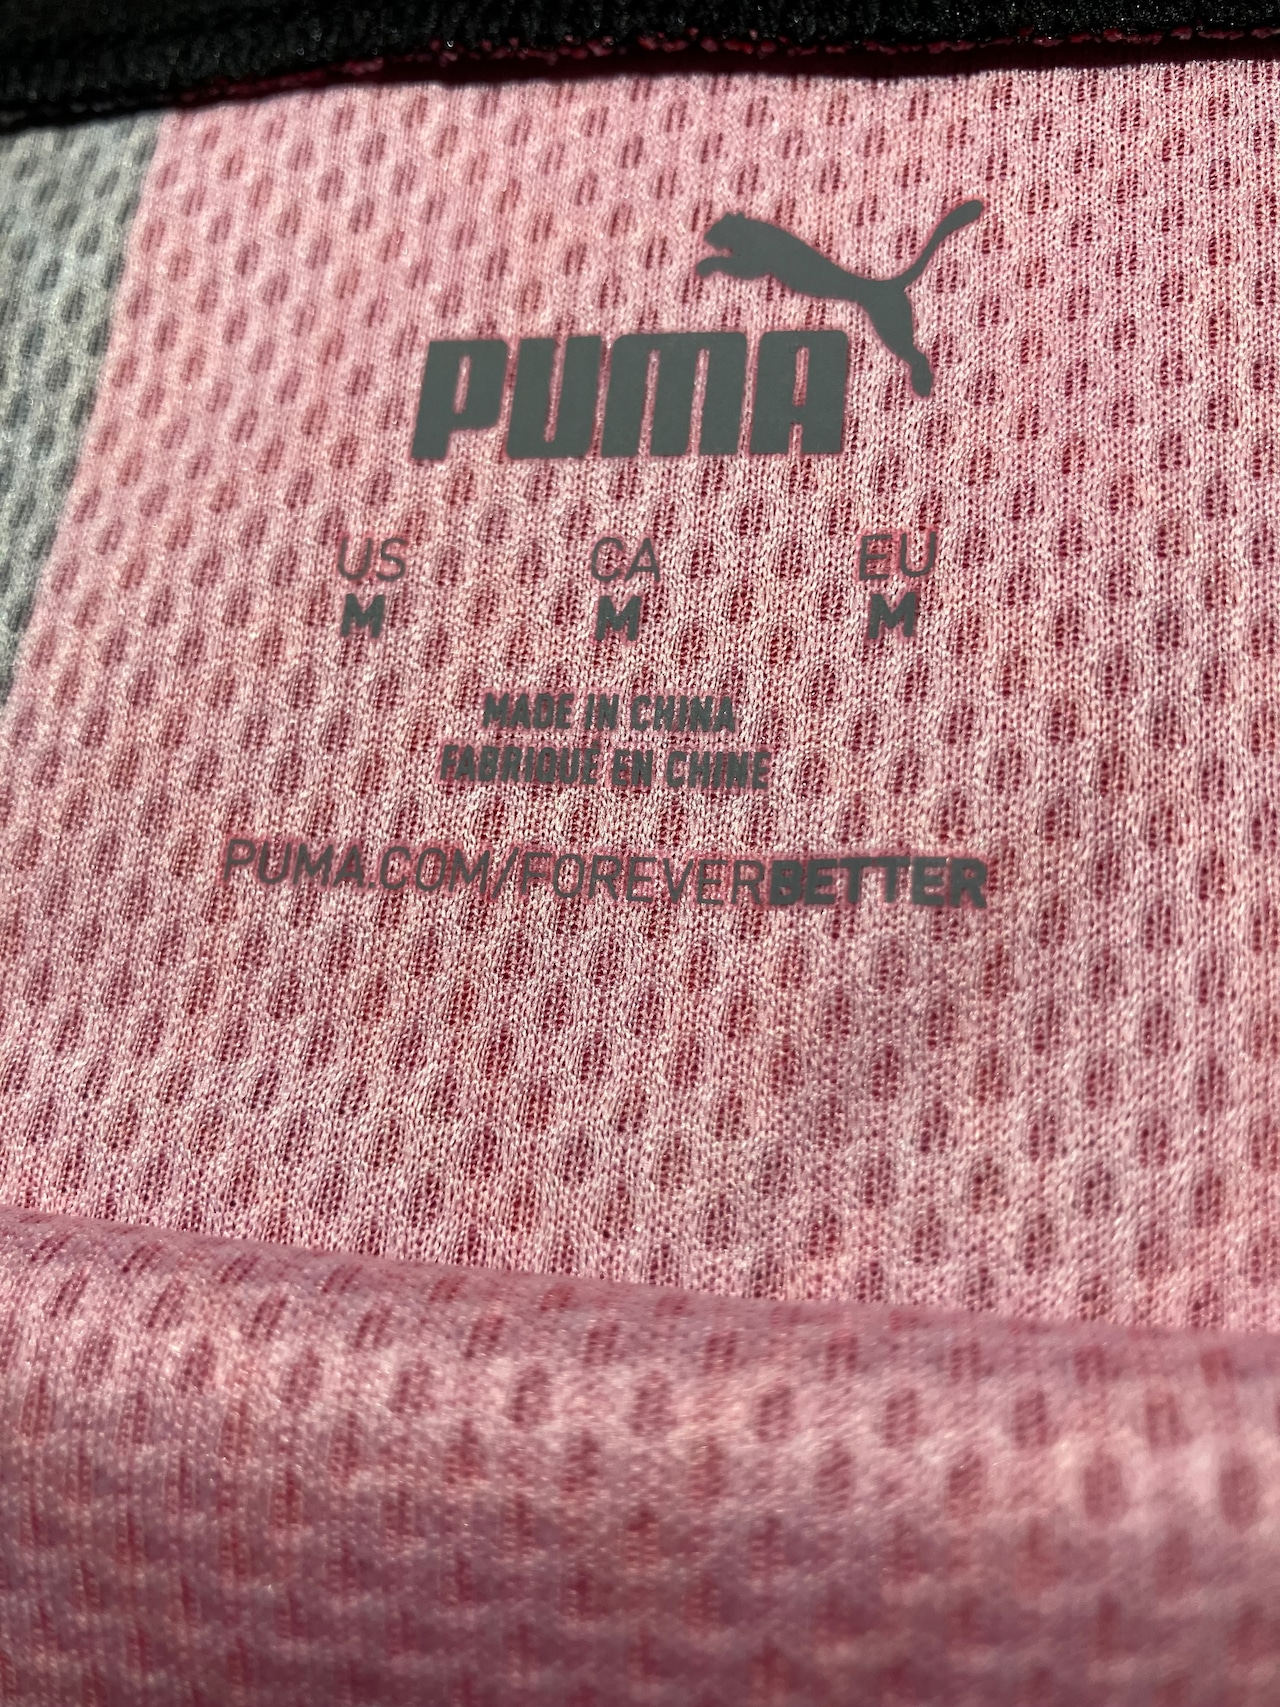 PUMA
US CA EU
M M M
MADE IN CHINA
FABRIQUÉ EN CHINE
PUMA.COM/FOREVERBETTER